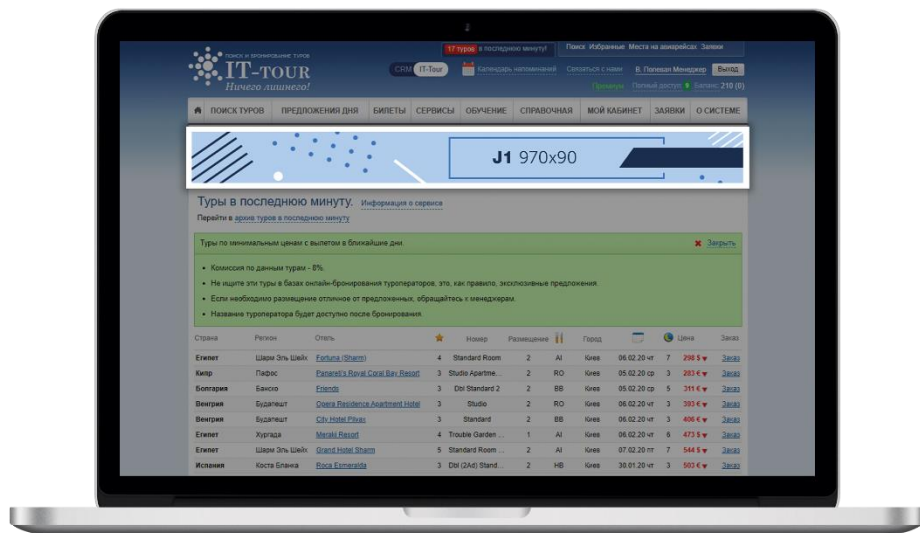 17 туров в последнюю минуту!
Поиск Избранные Места на авиарейсах Заявки
поиск и бронирование туров
IT-TOUR
Ничего лишнего!
CRM IT-Tour
Календарь напоминаний
Связаться с нами
Менеджер
Выход
Премиум Полный доступ
Баланс: 210 (0)
ПОИСК ТУРОВ ПРЕДЛОЖЕНИЯ ДНЯ БИЛЕТЫ СЕРВИСЫ ОБУЧЕНИЕ СПРАВОЧНАЯ МОЙ КАБИНЕТ ЗАЯВКИ О СИСТЕМЕ
J1 970x90
Туры в последнюю минуту. Информация о сервисе
Перейти в архив туров в последнюю минуту
Туры по минимальным ценам с вылетом в ближайшие дни. Закрыть
Комиссия по данным турам - 8%.
Не ищите эти туры в базах онлайн-бронирования туроператоров, это, как правило, эксклюзивные предложения.
Если необходимо размещение отличное от предложенных, обращайтесь к менеджерам.
Название туроператора будет доступно после бронирования
Страна Регион Отель Номер Размещение Город Цена Заказ
Египет Шарм Эль Шейх Fortuna (Sharm) 4 Standard Room 2 AI Киев 06.02.20 чт 7 298 $ Заказ
Кипр Пафос Panareti's Royal Coral Bay Resort 3 Studio Apartme... 2 RO Киев 05.02.20 ср 3 283 € Заказ
Болгария Банско Friends 3 Dbl Standard 2 2 BB Киев 05.02.20 ср 5 311 € Заказ
Венгрия Будапешт Opera Residence Apartment Hotel 3 Studio 2 RO Киев 06.02.20 чт 3 393 € Заказ
Венгрия Будапешт City Hotel Pilvax 3 Standard 2 BB Киев 06.02.20 чт 3 406 € Заказ
Египет Хургада Meraki Resort 4 Trouble Garden ... 1 AI Киев 06.02.20 чт 6 473 $ Заказ
Египет Шарм Эль Шейх Grand Hotel Sharm 5 Standard Room ... 2 AI Киев 07.02.20 пт 7 544 $ Заказ
Испания Коста Бланка Roca Esmeralda 3 Dbl (2Ad) Stand... 2 HB Киев 30.01.20 чт 3 503 € Заказ